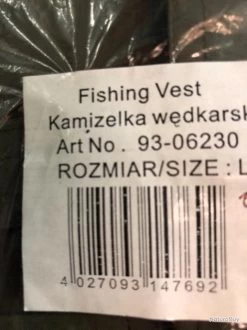 Fishing Vest
Kamizelka wędkarsk
Art No. 93-06230
ROZMIAR/SIZE : L
4 027093 147692